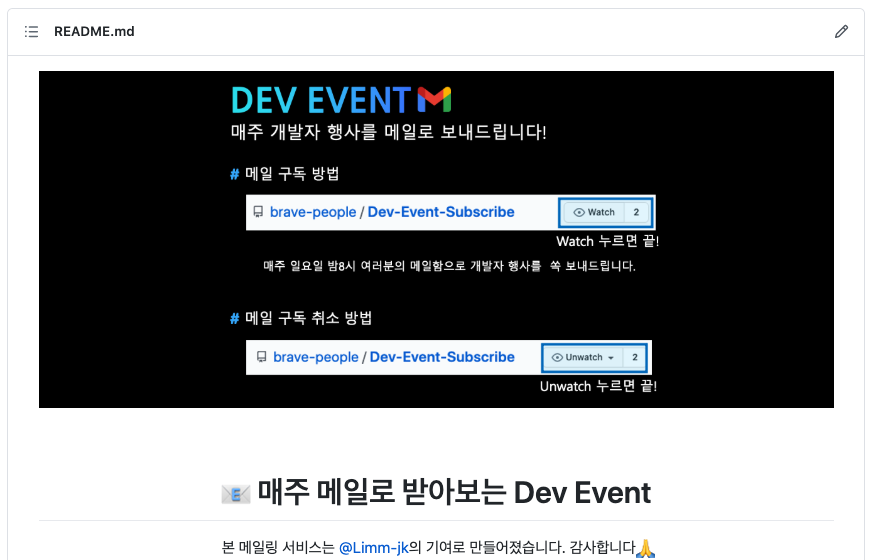 README.md
DEV EVENT
매주 개발자 행사를 메일로 보내드립니다!
# 메일 구독 방법
brave-people / Dev-Event-Subscribe Watch 2
Watch 누르면 끝!
매주 일요일 밤8시 여러분의 메일함으로 개발자 행사를 쏙 보내드립니다.
# 메일 구독 취소 방법
brave-people / Dev-Event-Subscribe Unwatch 2
Unwatch 누르면 끝!
📧 매주 메일로 받아보는 Dev Event
본 메일링 서비스는 @Limm-jk의 기여로 만들어졌습니다. 감사합니다🙏